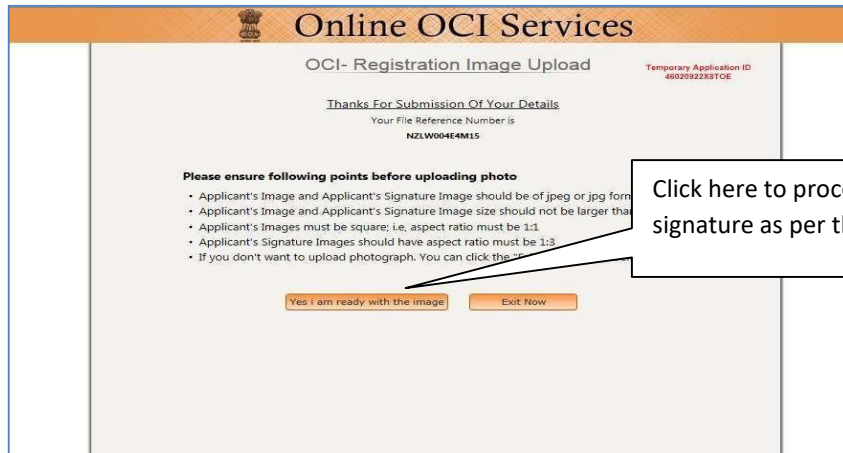 Online OCI Services
OCI- Registration Image Upload
Temporary Application ID
46020922X8TOE
Thanks For Submission Of Your Details
Your File Reference Number is
NZLW004E4M15
Please ensure following points before uploading photo
• Applicant's Image and Applicant's Signature Image should be of jpeg or jpg
• Applicant's Image and Applicant's Signature Image size should not be larger
• Applicant's Images must be square; i.e, aspect ratio must be 1:1
• Applicant's Signature Images should have aspect ratio must be 1:3
• If you don't want to upload photograph. You can click the
Click here to
signature as per
Yes i am ready with the image
Exit Now